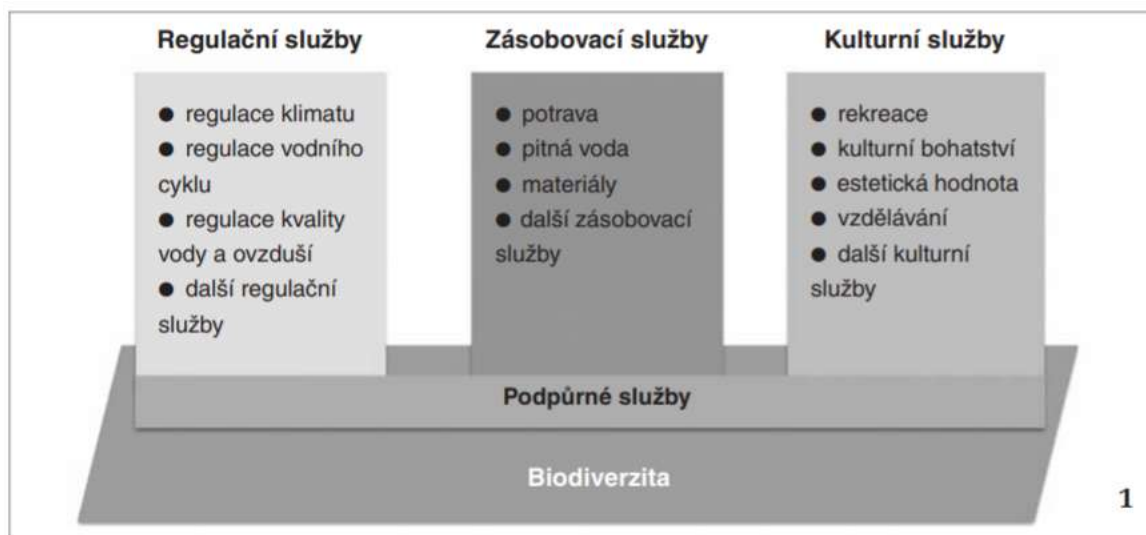 Regulační služby
● regulace klimatu
● regulace vodního
cyklu
● regulace kvality
vody a ovzduší
● další regulační
služby
Zásobovací služby
● potrava
● pitná voda
● materiály
● další zásobovací
služby
Kulturní služby
● rekreace
● kulturní bohatství
● estetická hodnota
● vzdělávání
● další kulturní
služby
Podpůrné služby
Biodiverzita
1